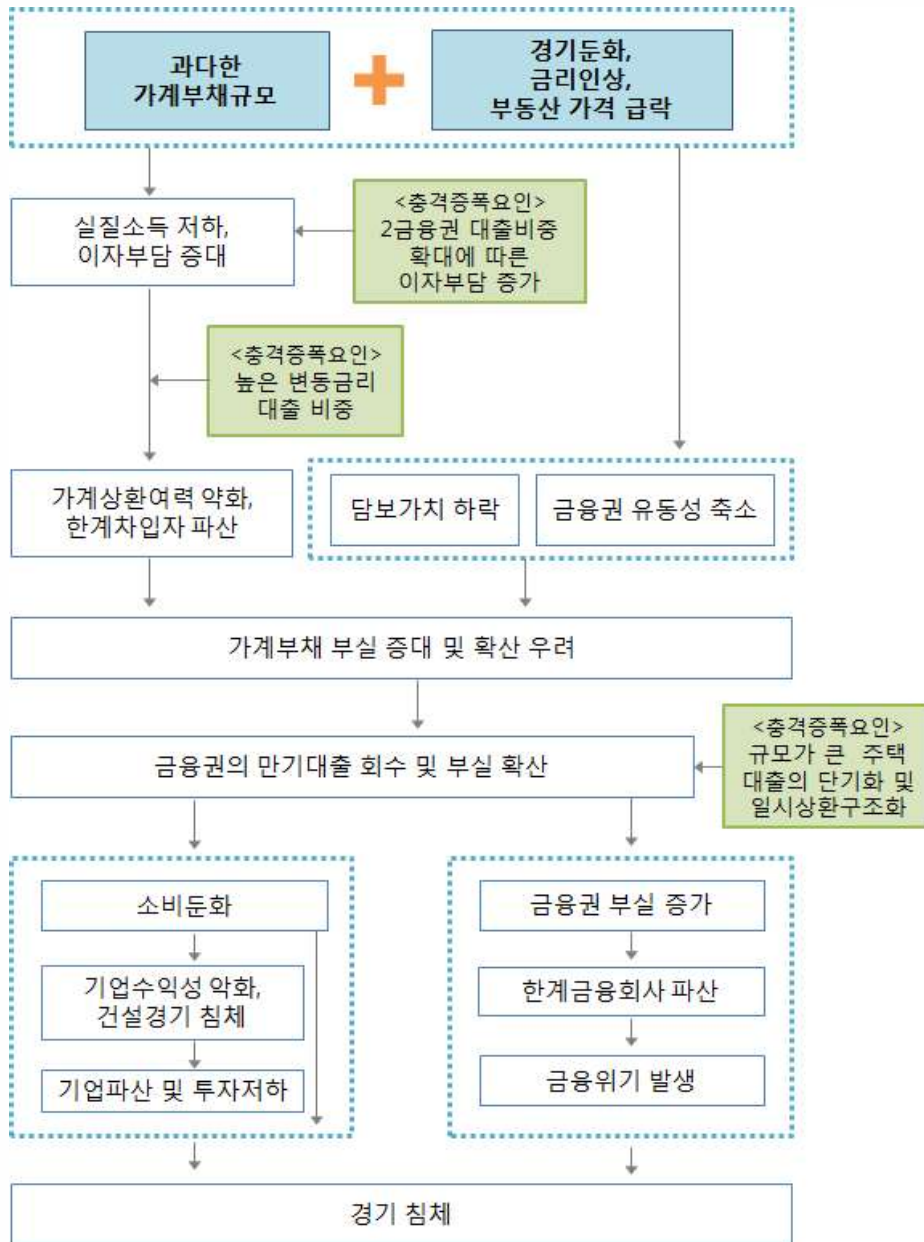 과다한
가계부채규모
경기둔화,
금리인상,
부동산 가격 급락
실질소득 저하,
이자부담 증대
<충격증폭요인>
2금융권 대출비중
확대에 따른
이자부담 증가
<충격증폭요인>
높은 변동금리
대출 비중
가계상환여력 약화,
한계차입자 파산
담보가치 하락
금융권 유동성 축소
가계부채 부실 증대 및 확산 우려
금융권의 만기대출 회수 및 부실 확산
<충격증폭요인>
규모가 큰 주택
대출의 단기화 및
일시상환구조화
소비둔화
기업수익성 악화,
건설경기 침체
기업파산 및 투자저하
금융권 부실 증가
한계금융회사 파산
금융위기 발생
경기 침체